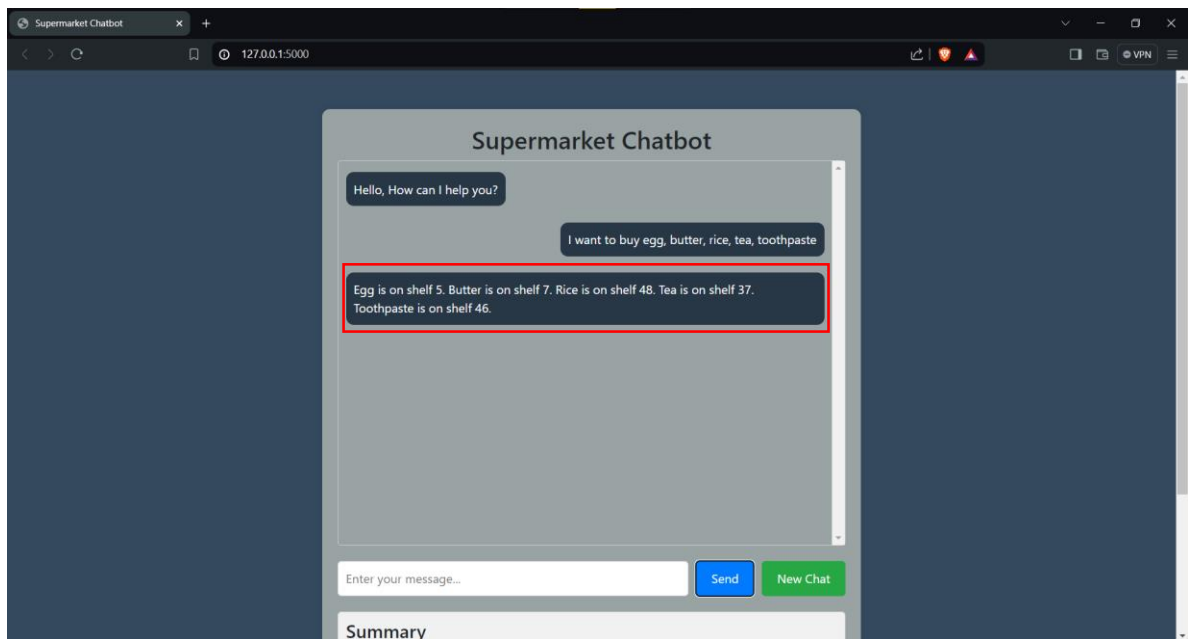 Supermarket Chatbot
127.0.0.1:5000
VPN
Supermarket Chatbot
Hello, How can I help you?
I want to buy egg, butter, rice, tea, toothpaste
Egg is on shelf 5. Butter is on shelf 7. Rice is on shelf 48. Tea is on shelf 37.
Toothpaste is on shelf 46.
Enter your message...
Send
New Chat
Summary